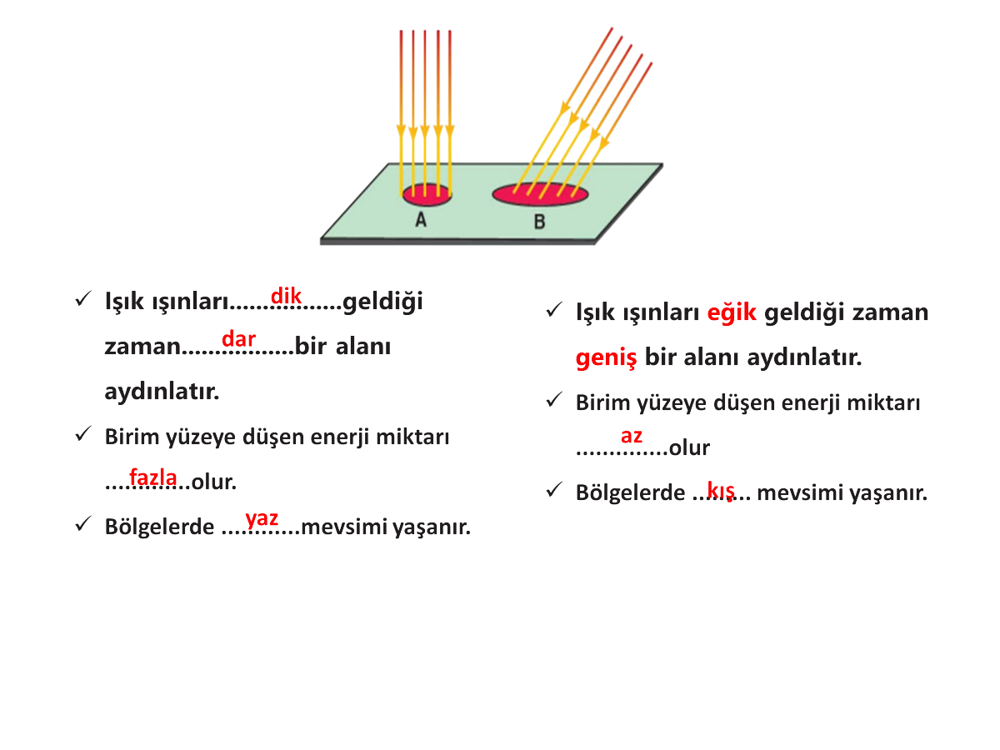 A
B
Işık ışınları.......dik.......geldiği
zaman.......dar.......bir alanı
aydınlatır.
Birim yüzeye düşen enerji miktarı
....fazla..olur.
Bölgelerde ....yaz....mevsimi yaşanır.
Işık ışınları eğik geldiği zaman
geniş bir alanı aydınlatır.
Birim yüzeye düşen enerji miktarı
.......az.......olur
Bölgelerde ..kış.. mevsimi yaşanır.